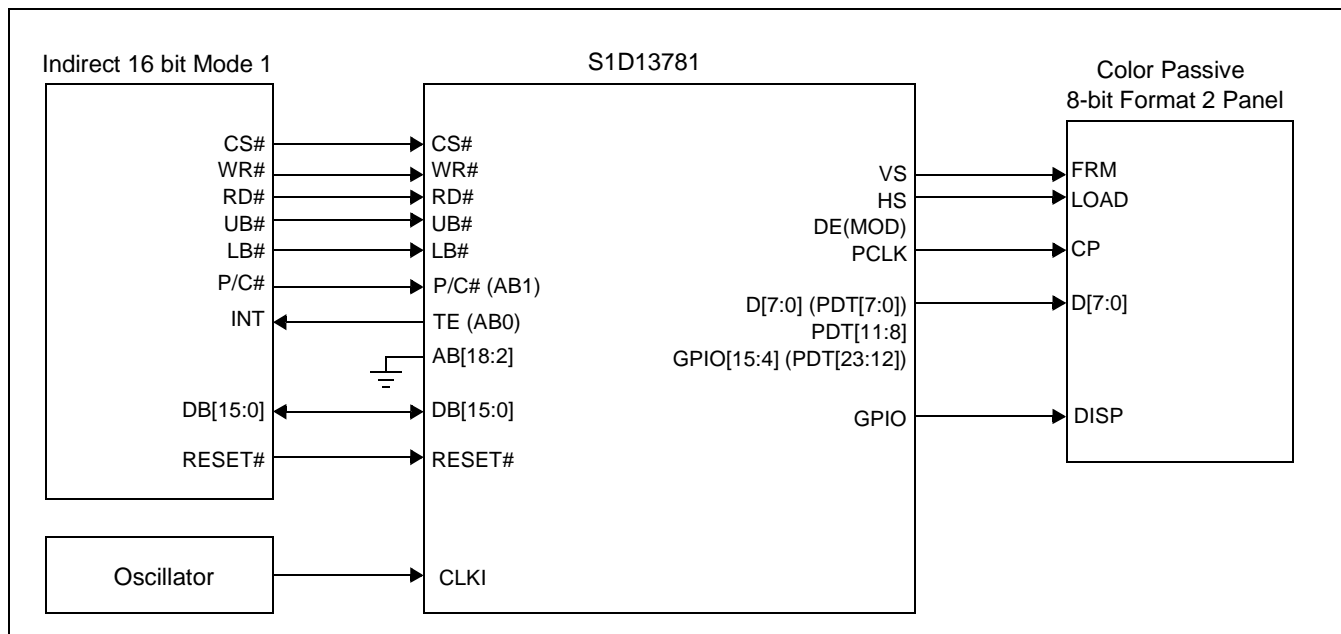 Indirect 16 bit Mode 1
CS#
WR#
RD#
UB#
LB#
P/C#
INT
DB[15:0]
RESET#
Oscillator
S1D13781
CS#
WR#
RD#
UB#
LB#
P/C# (AB1)
TE (AB0)
AB[18:2]
DB[15:0]
RESET#
CLKI
VS
HS
DE(MOD)
PCLK
D[7:0] (PDT[7:0])
PDT[11:8]
GPIO[15:4] (PDT[23:12])
GPIO
Color Passive
8-bit Format 2 Panel
FRM
LOAD
CP
D[7:0]
DISP